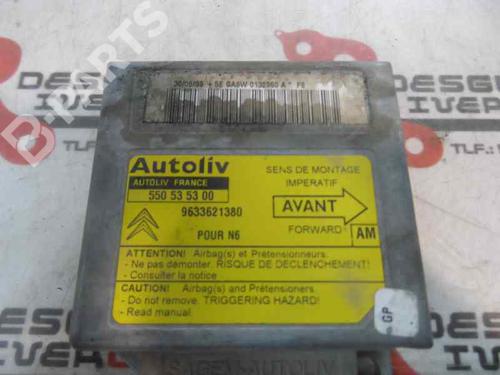 Autoliv
AUTOLIV FRANCE
550 53 53 00
9633621380
POUR N6
SENS DE MONTAGE
IMPERATIF
AVANT
FORWARD
AM
ATTENTION! Airbag(s) et Prétensionneurs.
- Ne pas démonter. RISQUE DE DECLENCHEMENT!
- Consulter la notice
CAUTION! Airbag(s) and Prétensioners.
- Do not remove. TRIGGERING HAZARD!
- Read manual.
GP